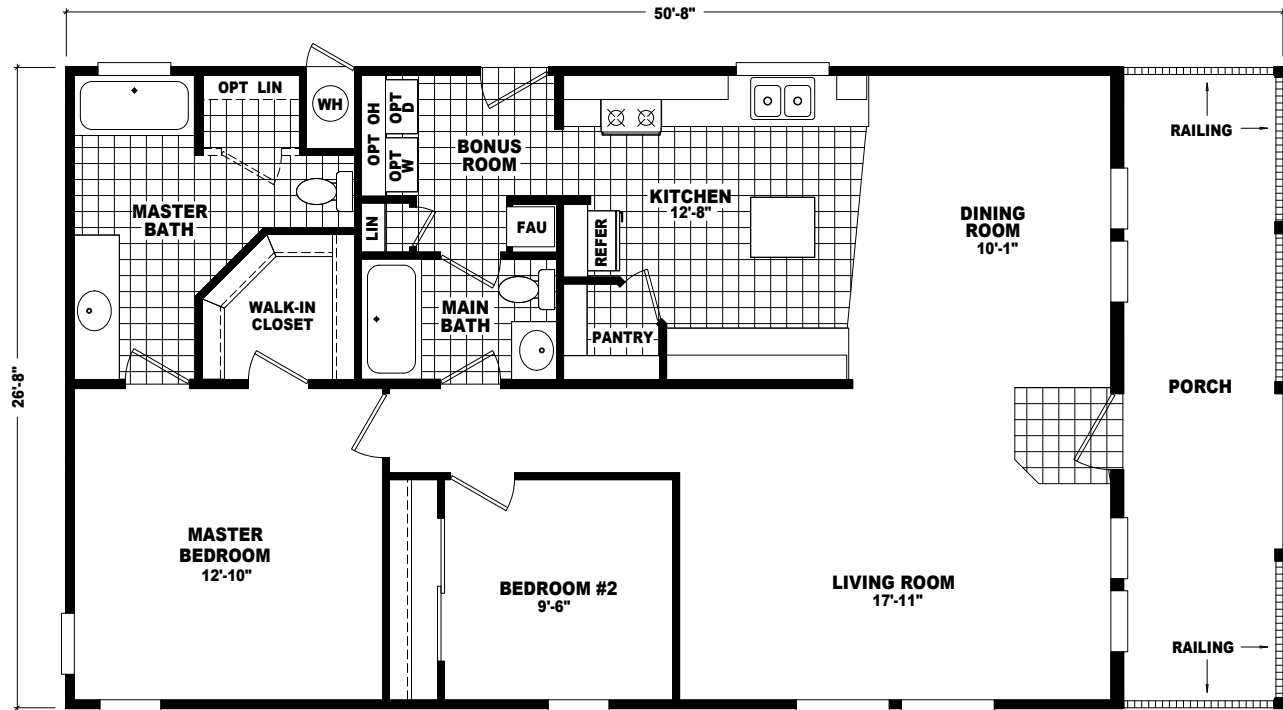 50'-8"
26'-8"
OPT LIN
WH
OPT OH
OPT
D
OPT
W
BONUS
ROOM
RAILING
MASTER
BATH
LIN
FAU
REFER
KITCHEN
12'-8"
DINING
ROOM
10'-1"
WALK-IN
CLOSET
MAIN
BATH
PANTRY
PORCH
MASTER
BEDROOM
12'-10"
BEDROOM #2
9'-6"
LIVING ROOM
17'-11"
RAILING